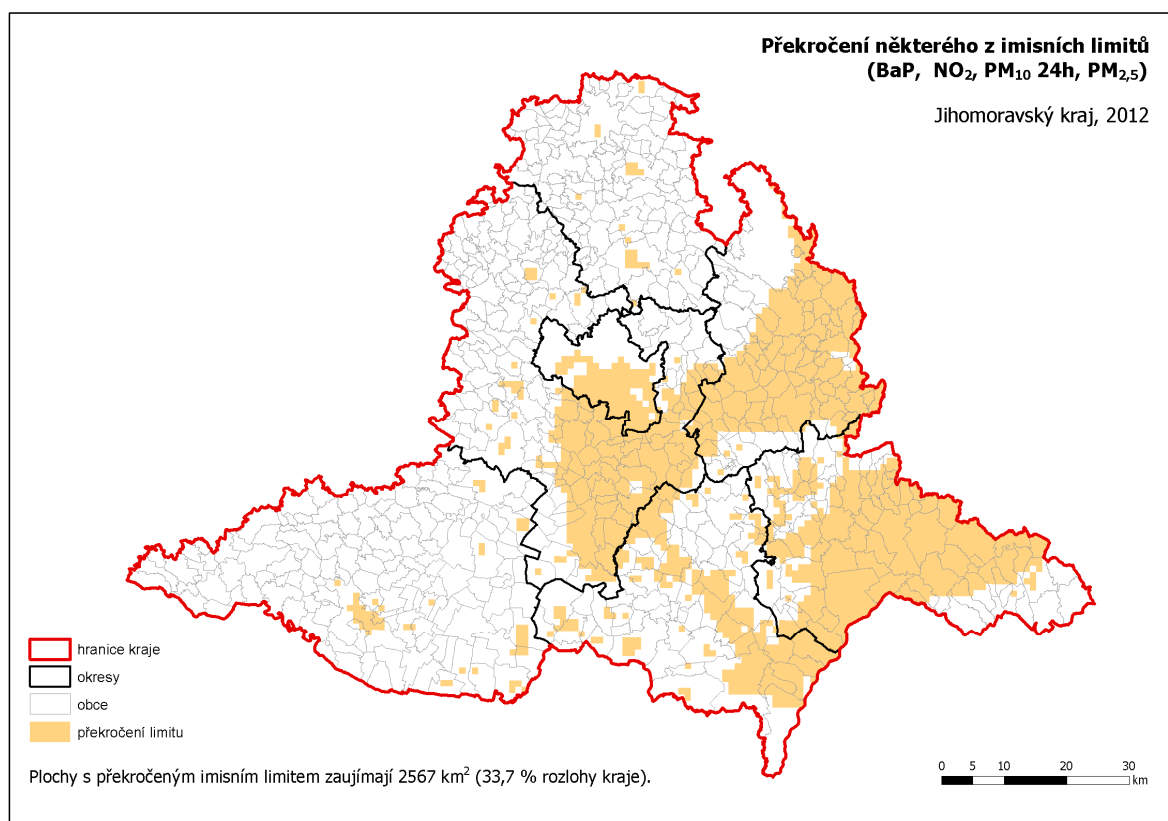 Překročení některého z imisních limitů
(BaP, NO₂, PM₁₀ 24h, PM₂,₅)
Jihomoravský kraj, 2012
hranice kraje
okresy
obce
překročení limitu
Plochy s překročeným imisním limitem zaujímají 2567 km² (33,7 % rozlohy kraje).
0 5 10 20 30
km